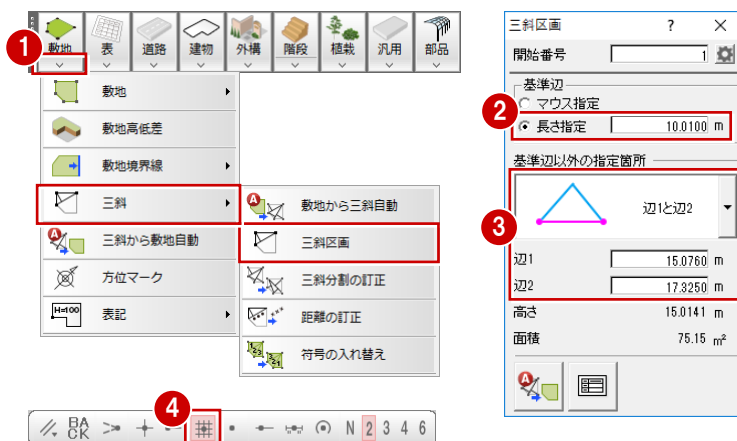 1
敷地 表 道路 建物 外構 階段 植栽 汎用 部品
敷地
敷地高低差
敷地境界線
三斜
三斜から敷地自動
方位マーク
H=100 表記
敷地から三斜自動
三斜区画
三斜分割の訂正
距離の訂正
符号の入れ替え
4
BACK N 2 3 4 6
三斜区画 ? ×
開始番号 1
基準辺
マウス指定
2
長さ指定 10.0100 m
基準辺以外の指定箇所
辺1と辺2
3
辺1 15.0760 m
辺2 17.3250 m
高さ 15.0141 m
面積 75.15 m²